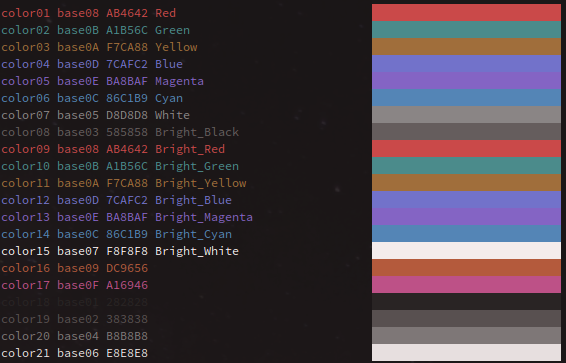 color01 base08 AB4642 Red
color02 base0B A1B56C Green
color03 base0A F7CA88 Yellow
color04 base0D 7CAFC2 Blue
color05 base0E BA8BAF Magenta
color06 base0C 86C1B9 Cyan
color07 base05 D8D8D8 White
color08 base03 585858 Bright_Black
color09 base08 AB4642 Bright_Red
color10 base0B A1B56C Bright_Green
color11 base0A F7CA88 Bright_Yellow
color12 base0D 7CAFC2 Bright_Blue
color13 base0E BA8BAF Bright_Magenta
color14 base0C 86C1B9 Bright_Cyan
color15 base07 F8F8F8 Bright_White
color16 base09 DC9656
color17 base0F A16946
color18 base01 282828
color19 base02 383838
color20 base04 B8B8B8
color21 base06 E8E8E8